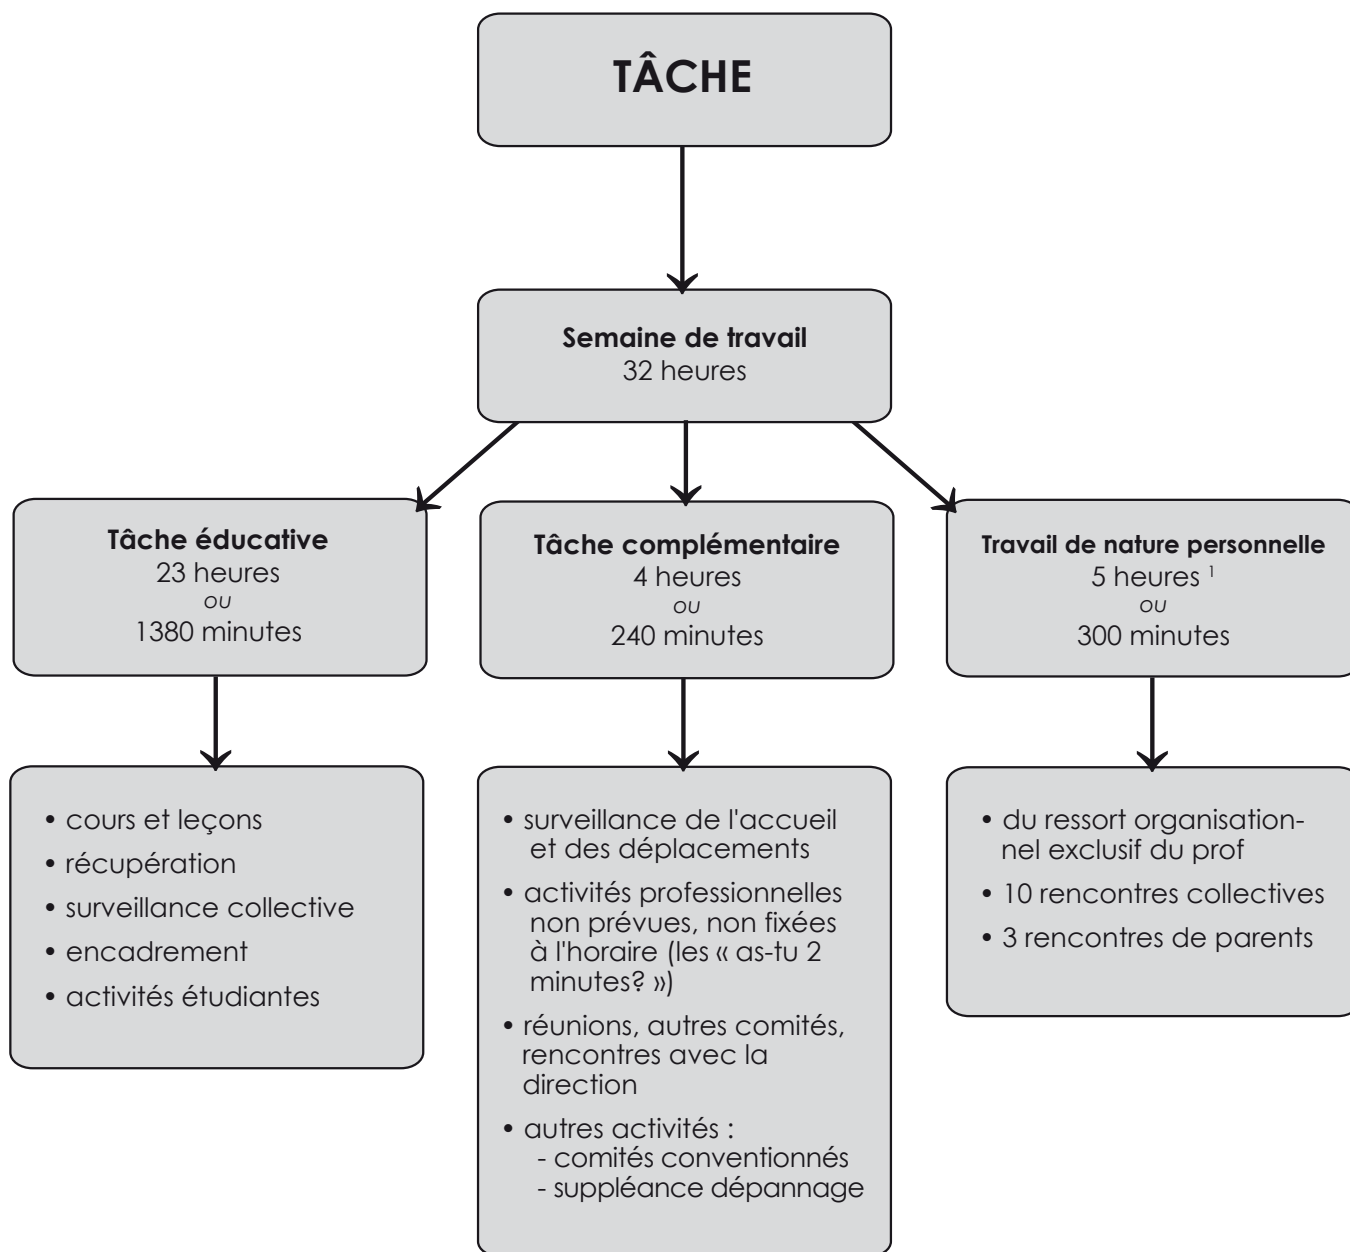 TÂCHE
Semaine de travail
32 heures
Tâche éducative
23 heures
ou
1380 minutes
Tâche complémentaire
4 heures
ou
240 minutes
Travail de nature personnelle
5 heures ¹
ou
300 minutes
• cours et leçons
• récupération
• surveillance collective
• encadrement
• activités étudiantes
• surveillance de l'accueil
et des déplacements
• activités professionnelles
non prévues, non fixées
à l'horaire (les « as-tu 2
minutes? »)
• réunions, autres comités,
rencontres avec la
direction
• autres activités :
- comités conventionnés
- suppléance dépannage
• du ressort organisation-
nel exclusif du prof
• 10 rencontres collectives
• 3 rencontres de parents